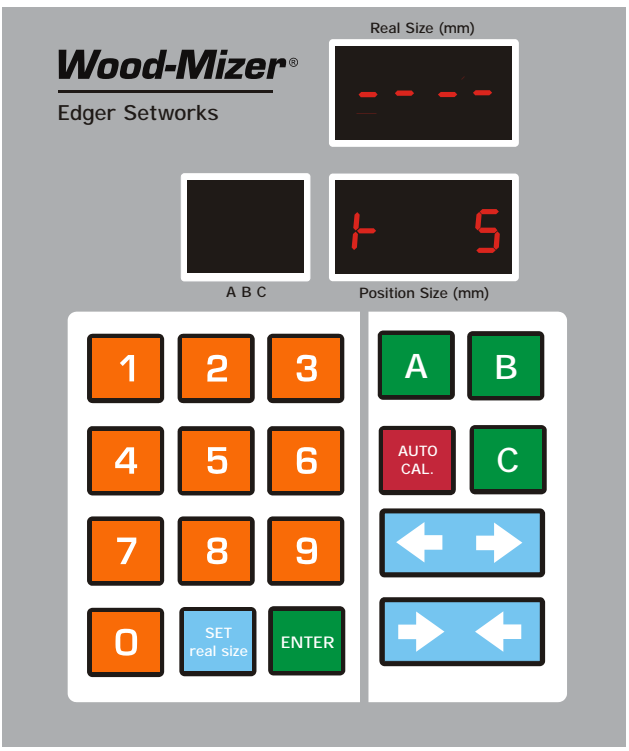 Real Size (mm)
Wood-Mizer®
Edger Setworks
- - - -
⊢ 5
A B C
Position Size (mm)
1 2 3
A B
4 5 6
AUTO
CAL.
C
7 8 9
0
SET
real size
ENTER